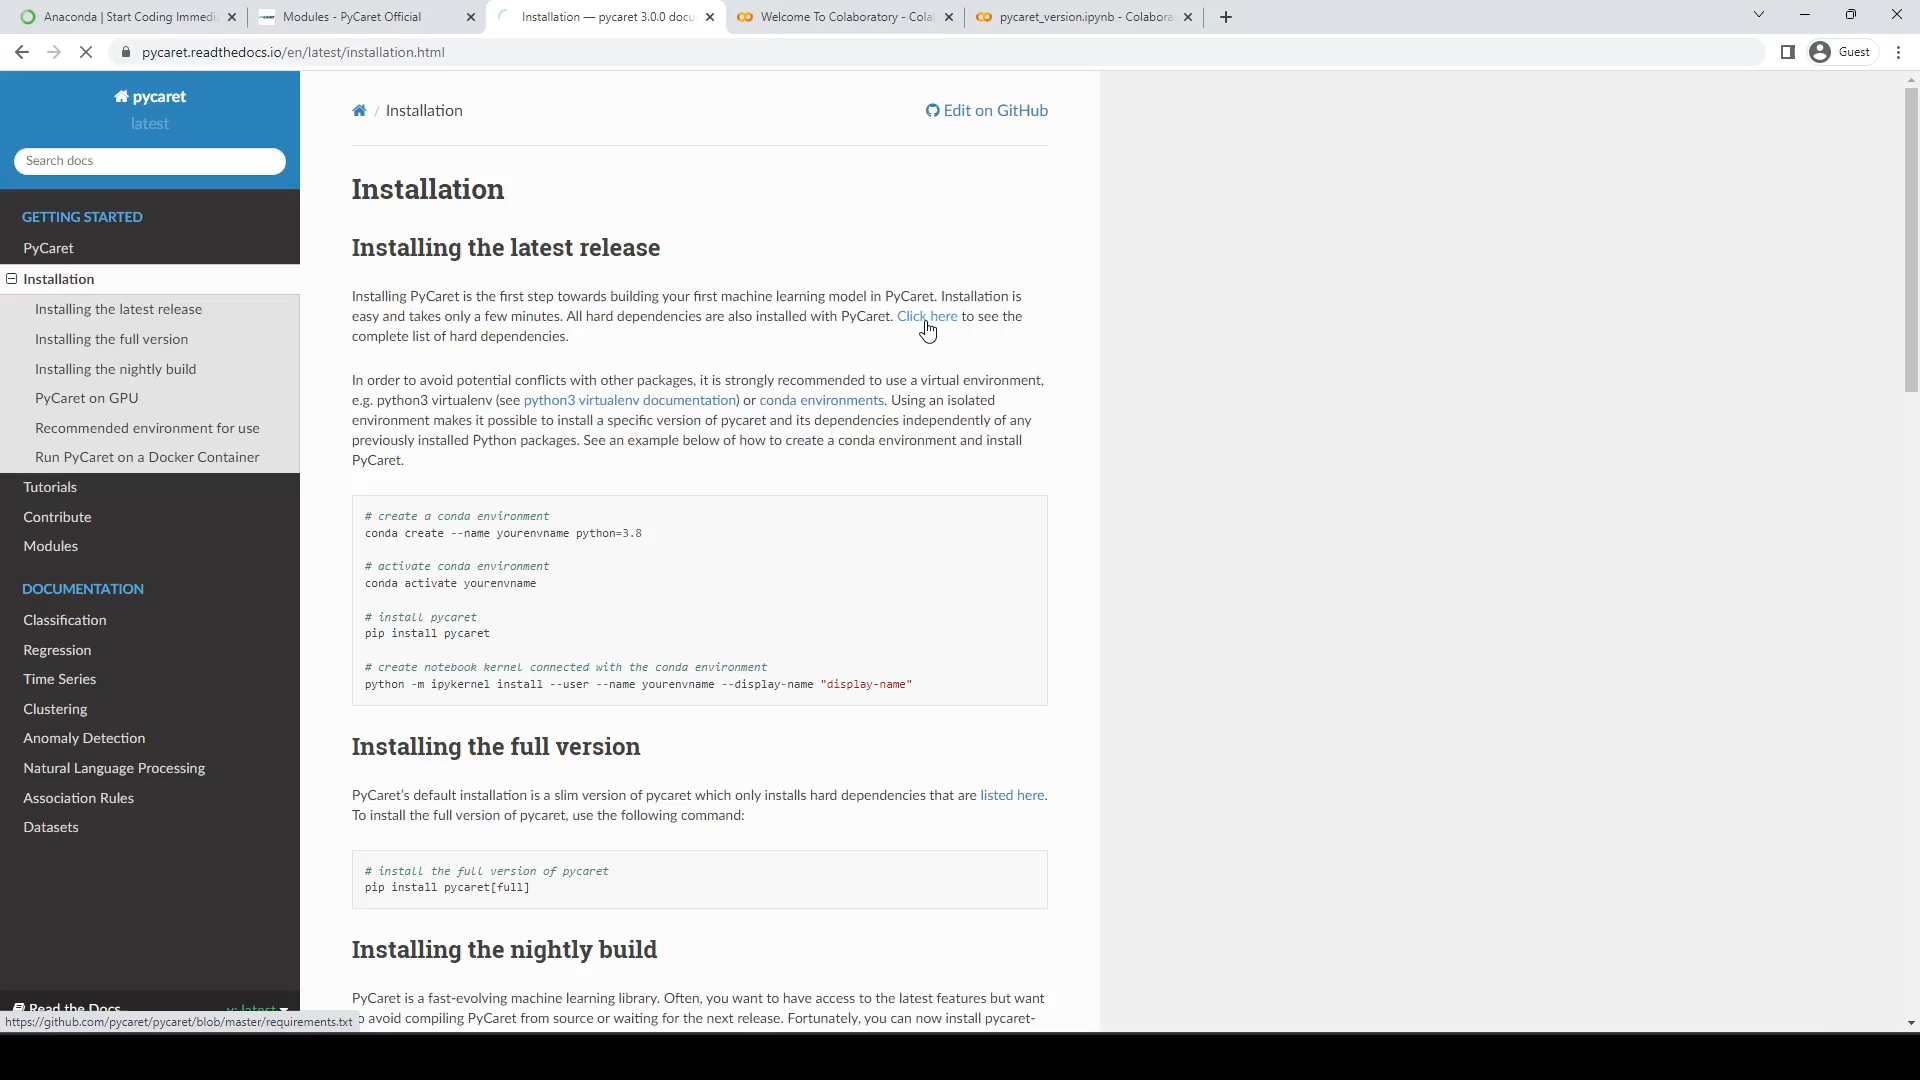 Anaconda | Start Coding Immedi
Modules - PyCaret Official
Installation — pycaret 3.0.0 docu
Welcome To Colaboratory - Cola
pycaret_version.ipynb - Colabora
pycaret.readthedocs.io/en/latest/installation.html
Guest
pycaret
latest
Search docs
GETTING STARTED
PyCaret
Installation
Installing the latest release
Installing the full version
Installing the nightly build
PyCaret on GPU
Recommended environment for use
Run PyCaret on a Docker Container
Tutorials
Contribute
Modules
DOCUMENTATION
Classification
Regression
Time Series
Clustering
Anomaly Detection
Natural Language Processing
Association Rules
Datasets
Read the Docs
v: latest
https://github.com/pycaret/pycaret/blob/master/requirements.txt
/ Installation
Edit on GitHub
Installation
Installing the latest release
Installing PyCaret is the first step towards building your first machine learning model in PyCaret. Installation is
easy and takes only a few minutes. All hard dependencies are also installed with PyCaret. Click here to see the
complete list of hard dependencies.
In order to avoid potential conflicts with other packages, it is strongly recommended to use a virtual environment,
e.g. python3 virtualenv (see python3 virtualenv documentation) or conda environments. Using an isolated
environment makes it possible to install a specific version of pycaret and its dependencies independently of any
previously installed Python packages. See an example below of how to create a conda environment and install
PyCaret.
# create a conda environment
conda create --name yourenvname python=3.8
# activate conda environment
conda activate yourenvname
# install pycaret
pip install pycaret
# create notebook kernel connected with the conda environment
python -m ipykernel install --user --name yourenvname --display-name "display-name"
Installing the full version
PyCaret's default installation is a slim version of pycaret which only installs hard dependencies that are listed here.
To install the full version of pycaret, use the following command:
# install the full version of pycaret
pip install pycaret[full]
Installing the nightly build
PyCaret is a fast-evolving machine learning library. Often, you want to have access to the latest features but want
o avoid compiling PyCaret from source or waiting for the next release. Fortunately, you can now install pycaret-